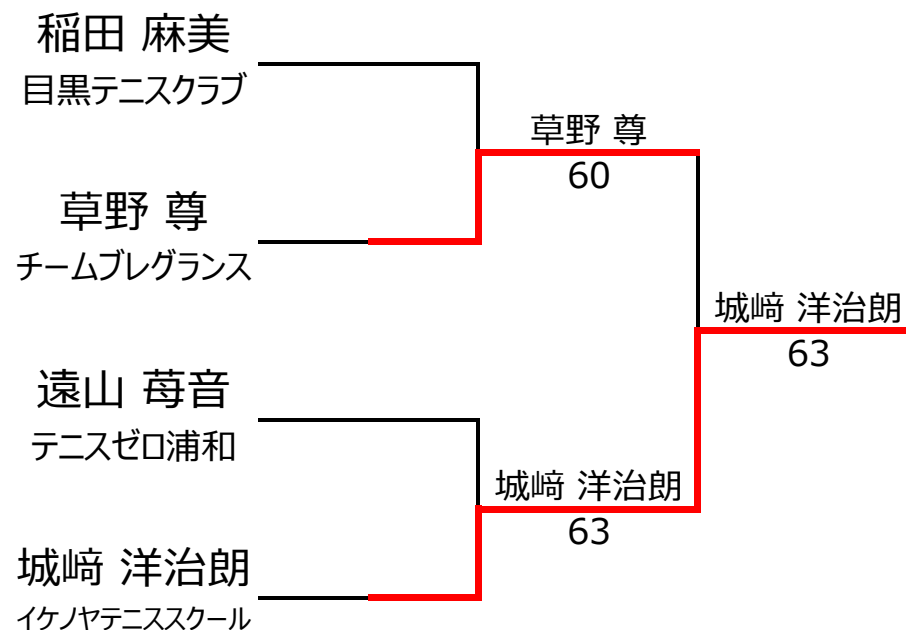 稲田 麻美
目黒テニスクラブ
草野 尊
60
草野 尊
チームブレグランス
城﨑 洋治朗
63
遠山 苺音
テニスゼロ浦和
城﨑 洋治朗
63
城﨑 洋治朗
イケノヤテニススクール